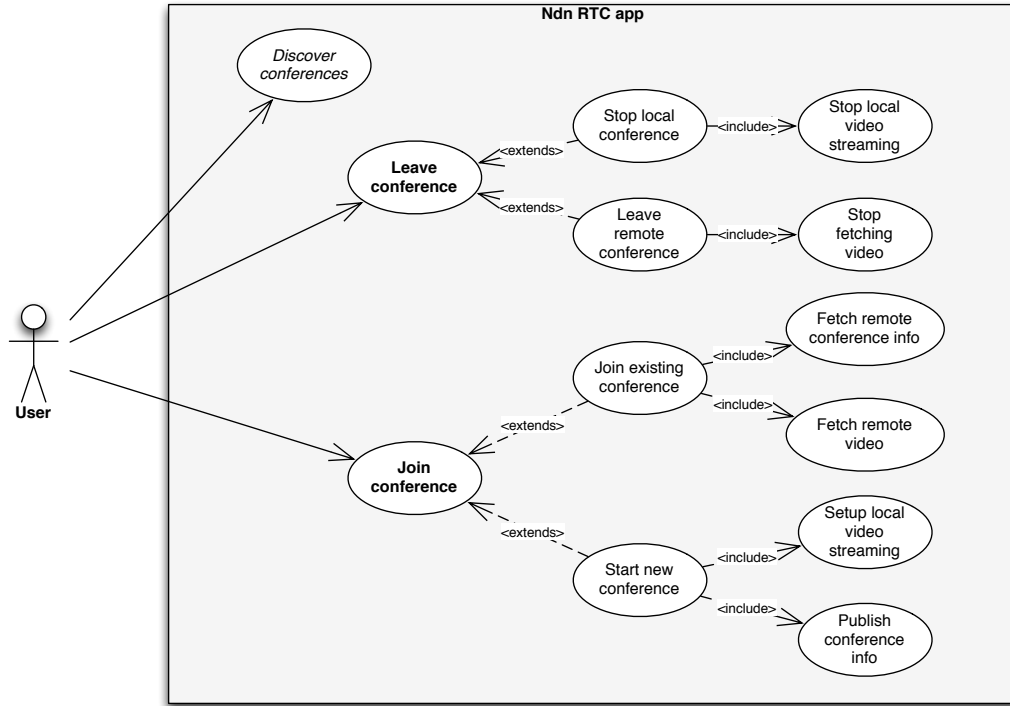 Ndn RTC app
Discover
conferences
Stop local
conference
<include>
Stop local
video
streaming
<extends>
Leave
conference
<extends>
Leave
remote
conference
<include>
Stop
fetching
video
User
Fetch remote
conference info
<include>
Join existing
conference
<include>
Fetch remote
video
<extends>
Join
conference
<extends>
Setup local
video
streaming
<include>
Start new
conference
<include>
Publish
conference
info